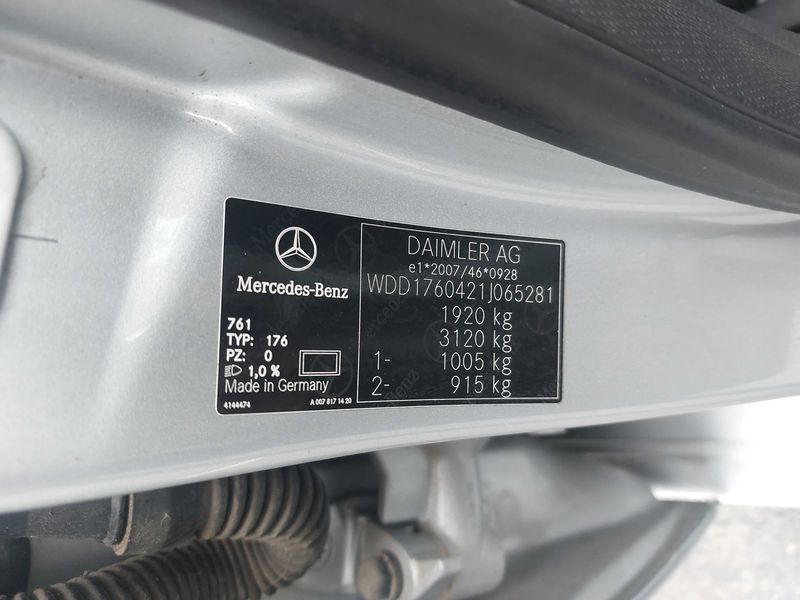 Mercedes-Benz
761
TYP: 176
PZ: 0
1,0 %
Made in Germany
4144474
A 007 817 14 20
DAIMLER AG
e1*2007/46*0928
WDD1760421J065281
1920 kg
3120 kg
1- 1005 kg
2- 915 kg